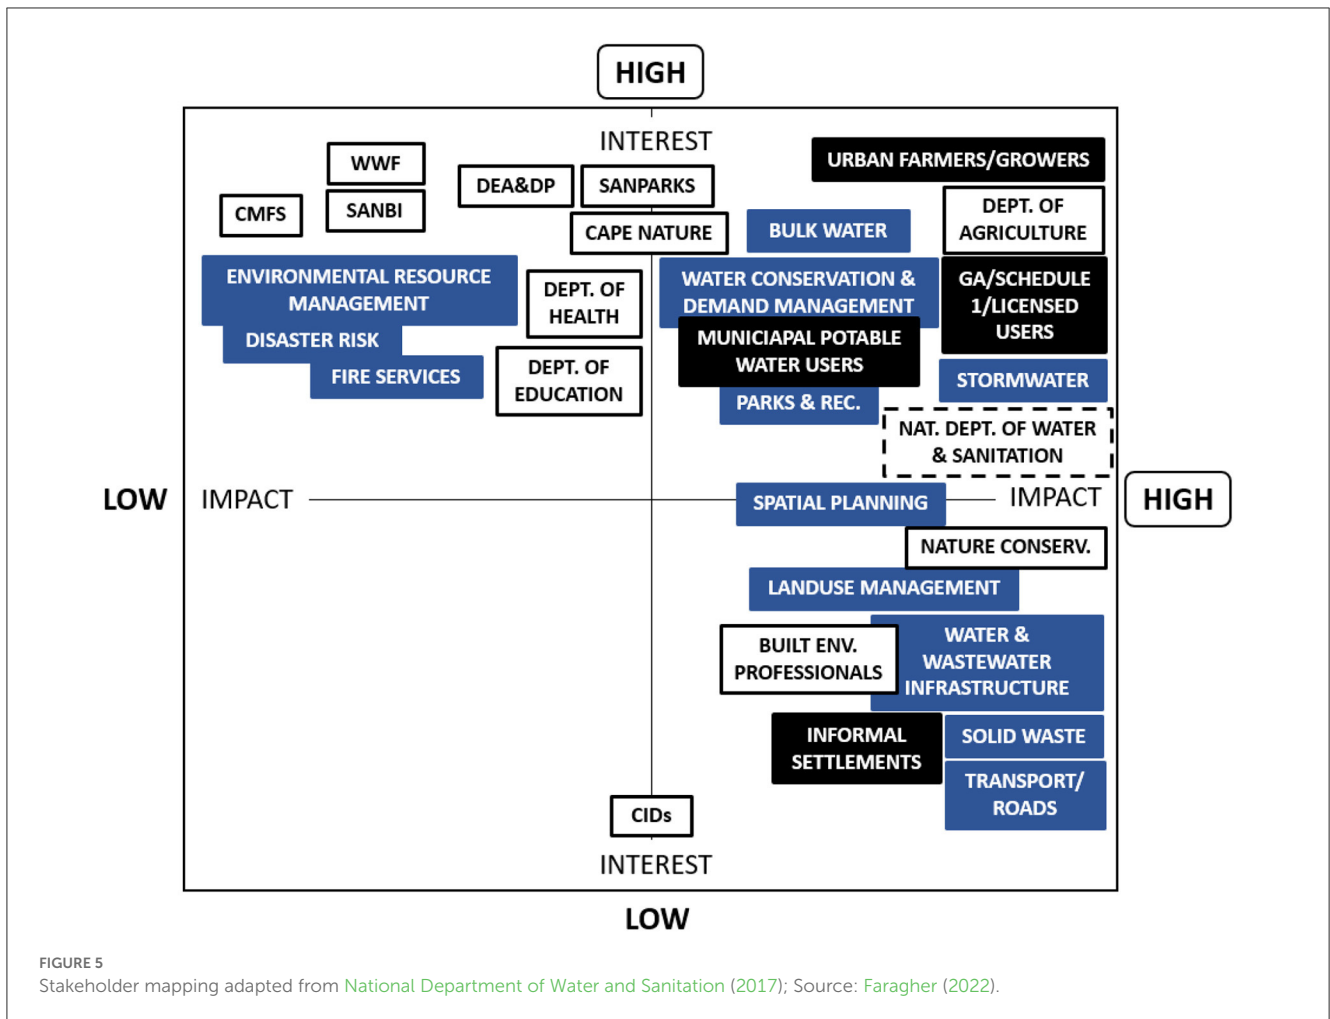 HIGH
INTEREST
URBAN FARMERS/GROWERS
WWF
DEA&DP
SANPARKS
CMFS
SANBI
DEPT. OF
AGRICULTURE
CAPE NATURE
BULK WATER
ENVIRONMENTAL RESOURCE
MANAGEMENT
DEPT. OF
HEALTH
WATER CONSERVATION &
DEMAND MANAGEMENT
GA/SCHEDULE
1/LICENSED
USERS
DISASTER RISK
MUNICIAPAL POTABLE
WATER USERS
FIRE SERVICES
DEPT. OF
EDUCATION
STORMWATER
PARKS & REC.
NAT. DEPT. OF WATER
& SANITATION
LOW
IMPACT
SPATIAL PLANNING
IMPACT
HIGH
NATURE CONSERV.
LANDUSE MANAGEMENT
BUILT ENV.
PROFESSIONALS
WATER &
WASTEWATER
INFRASTRUCTURE
INFORMAL
SETTLEMENTS
SOLID WASTE
TRANSPORT/
ROADS
CIDs
INTEREST
LOW
FIGURE 5
Stakeholder mapping adapted from National Department of Water and Sanitation (2017); Source: Faragher (2022).